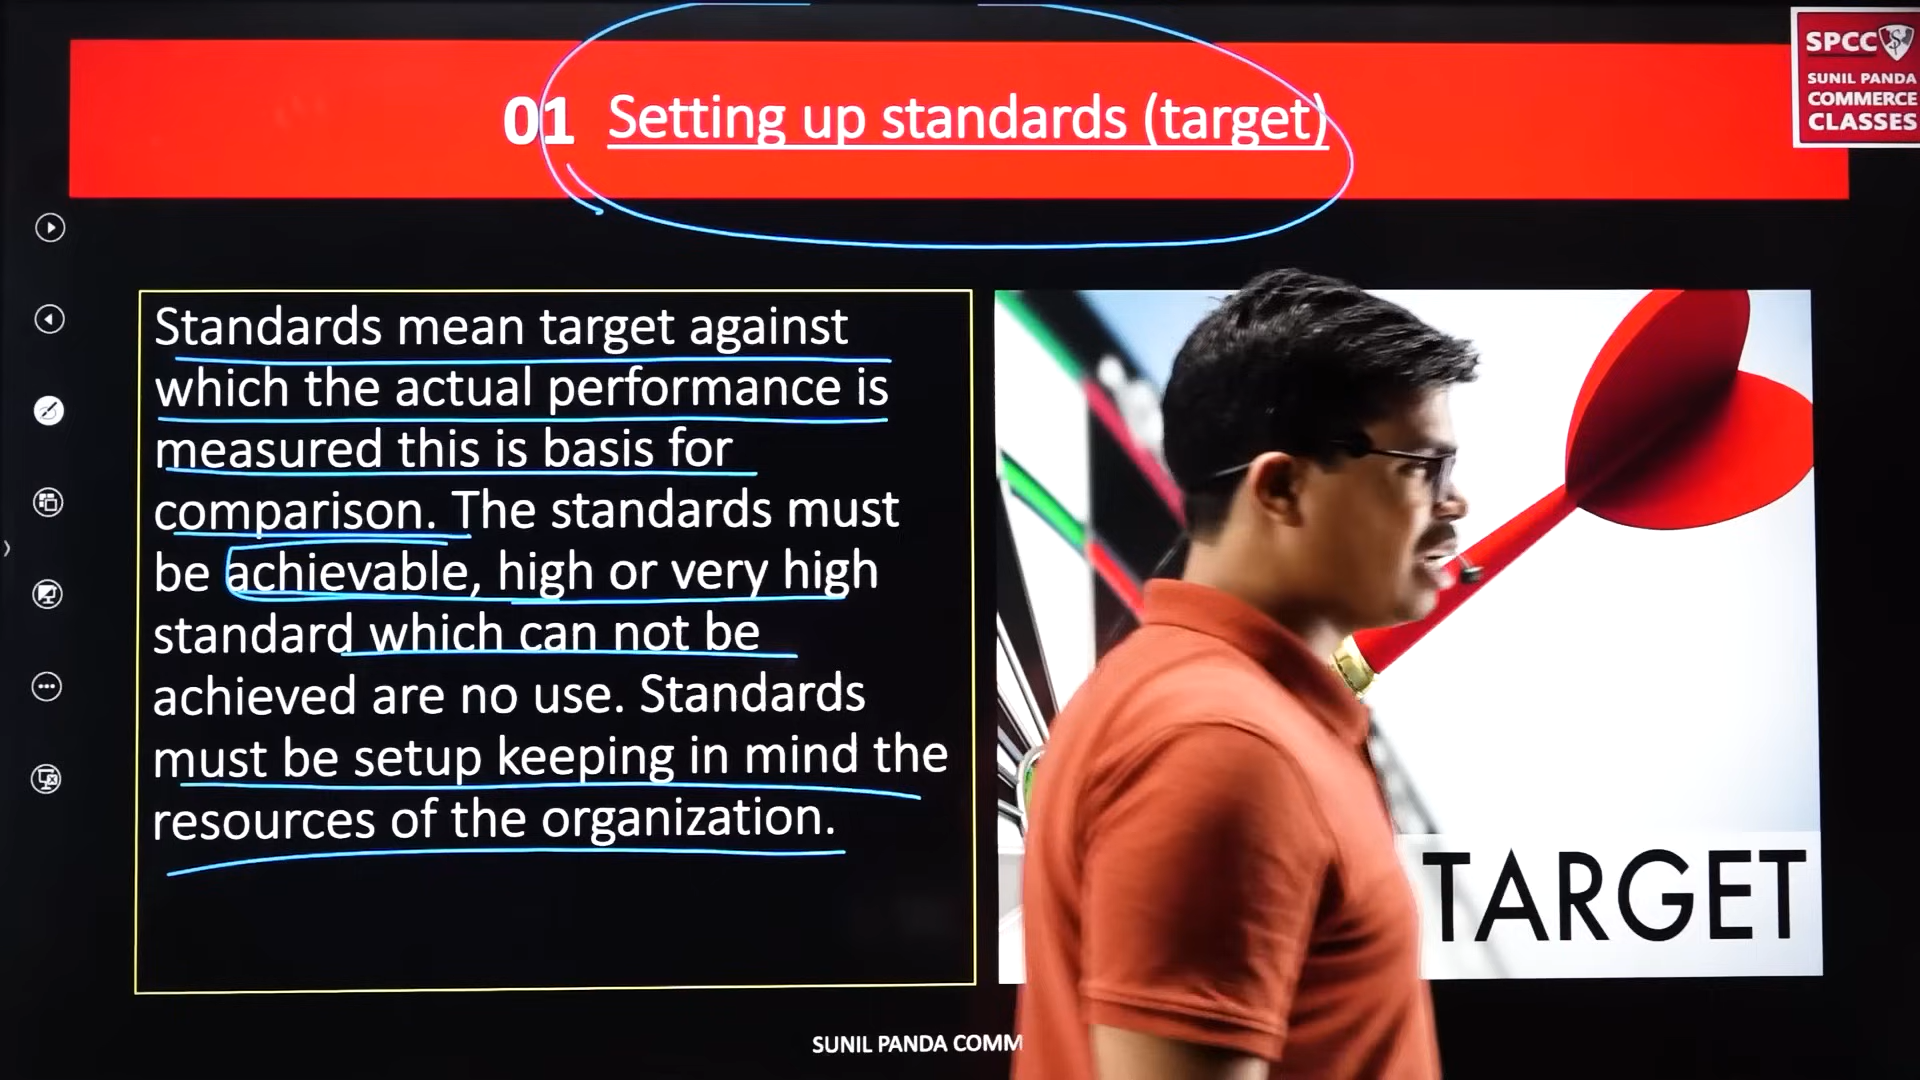 SPCC
SUNIL PANDA
COMMERCE
CLASSES
01 Setting up standards (target)
Standards mean target against
which the actual performance is
measured this is basis for
comparison. The standards must
be achievable, high or very high
standard which can not be
achieved are no use. Standards
must be setup keeping in mind the
resources of the organization.
TARGET
SUNIL PANDA COMM